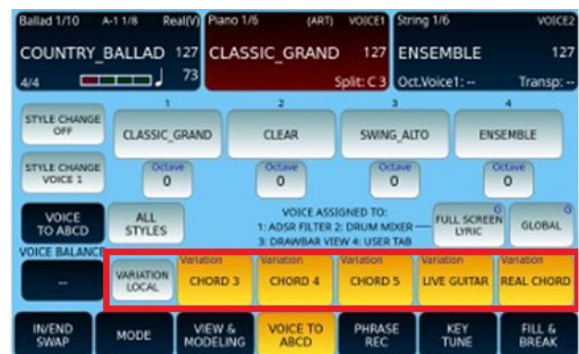 Ballad 1/10 A-1 1/8 Real(V)
COUNTRY_BALLAD 127
4/4 73
Piano 1/6 (ART) VOICE1
CLASSIC_GRAND 127
Split: C 3
String 1/6 VOICE2
ENSEMBLE 127
Oct.Voice1: -- Transp: --
1 2 3 4
STYLE CHANGE
OFF
CLASSIC_GRAND CLEAR SWING_ALTO ENSEMBLE
STYLE CHANGE
VOICE 1
Octave Octave Octave Octave
0 0 0 0
VOICE
TO ABCD
ALL
STYLES
VOICE ASSIGNED TO:
1: ADSR FILTER 2: DRUM MIXER
3: DRAWBAR VIEW 4: USER TAB
G
FULL SCREEN
LYRIC
G
GLOBAL
VOICE BALANCE
--
VARIATION
LOCAL
Variation Variation Variation Variation Variation
CHORD 3 CHORD 4 CHORD 5 LIVE GUITAR REAL CHORD
IN/END
SWAP
MODE
VIEW &
MODELING
VOICE TO
ABCD
PHRASE
REC
KEY
TUNE
FILL &
BREAK